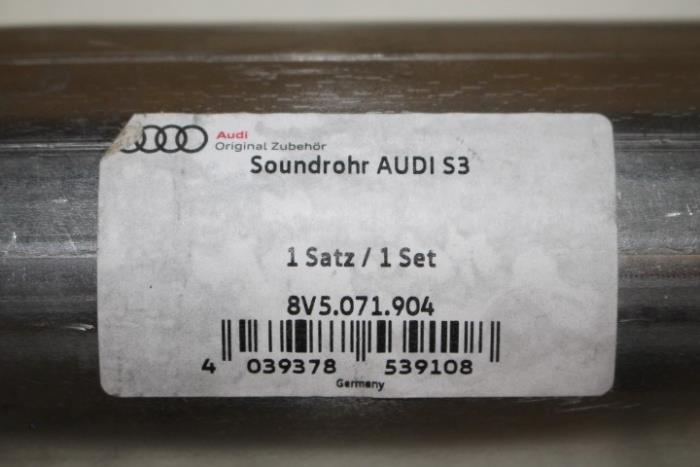 Audi
Original Zubehör
Soundrohr AUDI S3
1 Satz / 1 Set
8V5.071.904
4 039378 539108
Germany